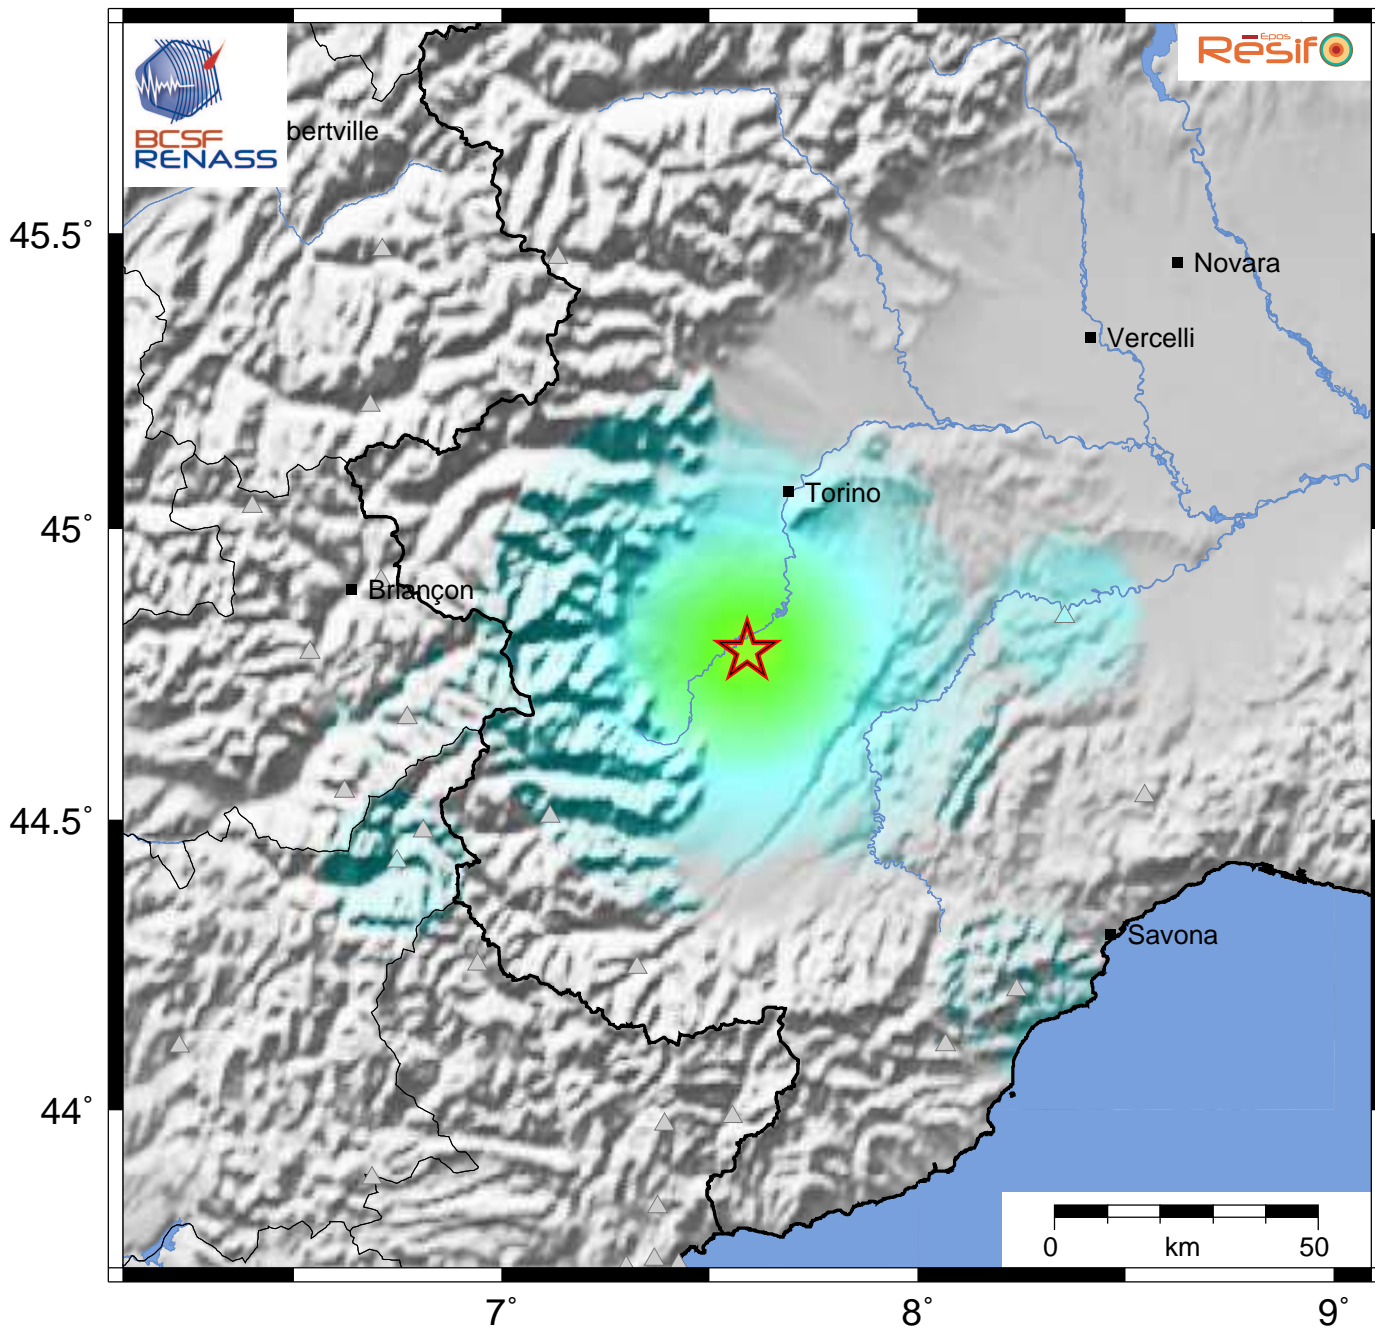 BCSF
RENASS
Epos
Résif
bertville
45.5°
Novara
Vercelli
Torino
45°
Briançon
44.5°
Savona
44°
0 km 50
7° 8° 9°